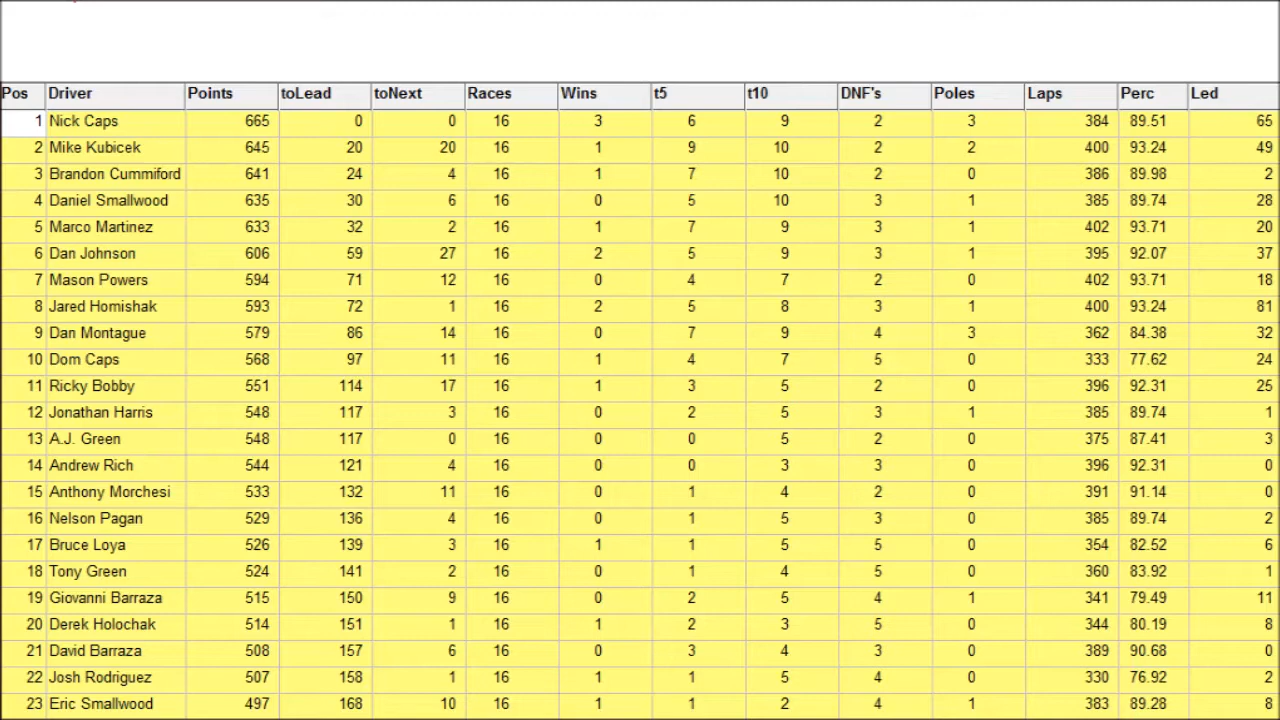 Pos Driver Points toLead toNext Races Wins t5 t10 DNF's Poles Laps Perc Led
1 Nick Caps 665 0 0 16 3 6 9 2 3 384 89.51 65
2 Mike Kubicek 645 20 20 16 1 9 10 2 2 400 93.24 49
3 Brandon Cummiford 641 24 4 16 1 7 10 2 0 386 89.98 2
4 Daniel Smallwood 635 30 6 16 0 5 10 3 1 385 89.74 28
5 Marco Martinez 633 32 2 16 1 7 9 3 1 402 93.71 20
6 Dan Johnson 606 59 27 16 2 5 9 3 1 395 92.07 37
7 Mason Powers 594 71 12 16 0 4 7 2 0 402 93.71 18
8 Jared Homishak 593 72 1 16 2 5 8 3 1 400 93.24 81
9 Dan Montague 579 86 14 16 0 7 9 4 3 362 84.38 32
10 Dom Caps 568 97 11 16 1 4 7 5 0 333 77.62 24
11 Ricky Bobby 551 114 17 16 1 3 5 2 0 396 92.31 25
12 Jonathan Harris 548 117 3 16 0 2 5 3 1 385 89.74 1
13 A.J. Green 548 117 0 16 0 0 5 2 0 375 87.41 3
14 Andrew Rich 544 121 4 16 0 0 3 3 0 396 92.31 0
15 Anthony Morchesi 533 132 11 16 0 1 4 2 0 391 91.14 0
16 Nelson Pagan 529 136 4 16 0 1 5 3 0 385 89.74 2
17 Bruce Loya 526 139 3 16 1 1 5 5 0 354 82.52 6
18 Tony Green 524 141 2 16 0 1 4 5 0 360 83.92 1
19 Giovanni Barraza 515 150 9 16 0 2 5 4 1 341 79.49 11
20 Derek Holochak 514 151 1 16 1 2 3 5 0 344 80.19 8
21 David Barraza 508 157 6 16 0 3 4 3 0 389 90.68 0
22 Josh Rodriguez 507 158 1 16 1 1 5 4 0 330 76.92 2
23 Eric Smallwood 497 168 10 16 1 1 2 4 1 383 89.28 8